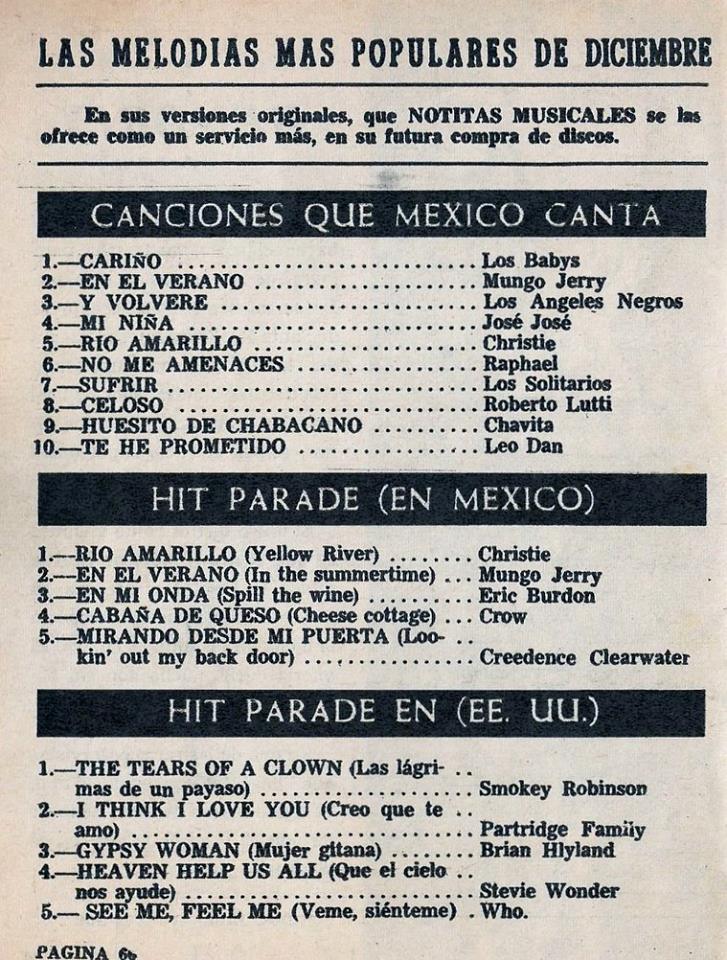 LAS MELODIAS MAS POPULARES DE DICIEMBRE
En sus versiones originales, que NOTITAS MUSICALES se las
ofrece como un servicio más, en su futura compra de discos.
CANCIONES QUE MEXICO CANTA
1.—CARIÑO ............................ Los Babys
2.—EN EL VERANO ...................... Mungo Jerry
3.—Y VOLVERE ......................... Los Angeles Negros
4.—MI NIÑA ........................... José José
5.—RIO AMARILLO ...................... Christie
6.—NO ME AMENACES .................. Raphael
7.—SUFRIR ............................. Los Solitarios
8.—CELOSO ............................ Roberto Lutti
9.—HUESITO DE CHABACANO .......... Chavita
10.—TE HE PROMETIDO ................ Leo Dan
HIT PARADE (EN MEXICO)
1.—RIO AMARILLO (Yellow River) ........ Christie
2.—EN EL VERANO (In the summertime) ... Mungo Jerry
3.—EN MI ONDA (Spill the wine) ......... Eric Burdon
4.—CABAÑA DE QUESO (Cheese cottage) ... Crow
5.—MIRANDO DESDE MI PUERTA (Loo- ..
kin' out my back door) ................ Creedence Clearwater
HIT PARADE EN (EE. UU.)
1.—THE TEARS OF A CLOWN (Las lágri- ..
mas de un payaso) .................... Smokey Robinson
2.—I THINK I LOVE YOU (Creo que te ..
amo) ................................. Partridge Family
3.—GYPSY WOMAN (Mujer gitana) ........ Brian Hlyland
4.—HEAVEN HELP US ALL (Que el cielo ..
nos ayude) ............................ Stevie Wonder
5.— SEE ME, FEEL ME (Veme, siénteme) . Who.
PAGINA